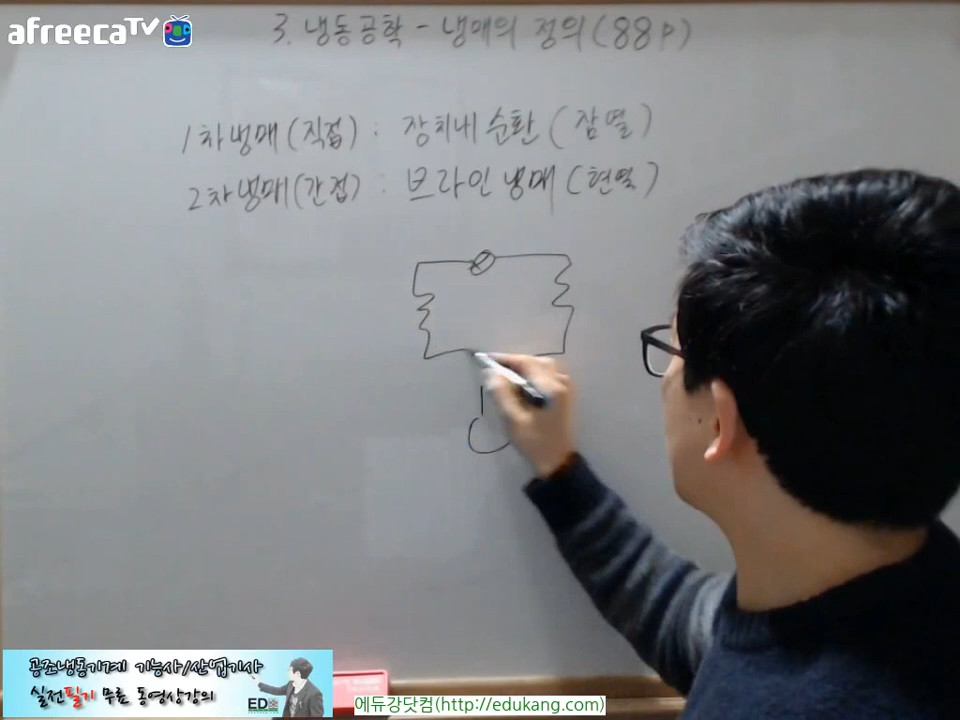 afreecaTV
3. 냉동공학 - 냉매의 정의 (88P)
1차냉매(직접) : 장치내 순환 (잠열)
2차냉매(간접) : 브라인 냉매 (현열)
공조냉동기계 기능사/산업기사
실전필기 무료 동영상강의
EDU
에듀강닷컴(http://edukang.com)